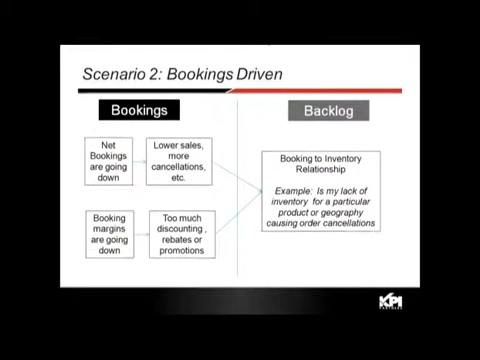 Scenario 2: Bookings Driven
Bookings
Backlog
Net
Bookings
are going
down
Lower sales,
more
cancellations,
etc.
Booking to Inventory
Relationship
Example: Is my lack of
inventory for a particular
product or geography
causing order cancellations
Booking
margins
are going
down
Too much
discounting,
rebates or
promotions
KPI
PARTNERS